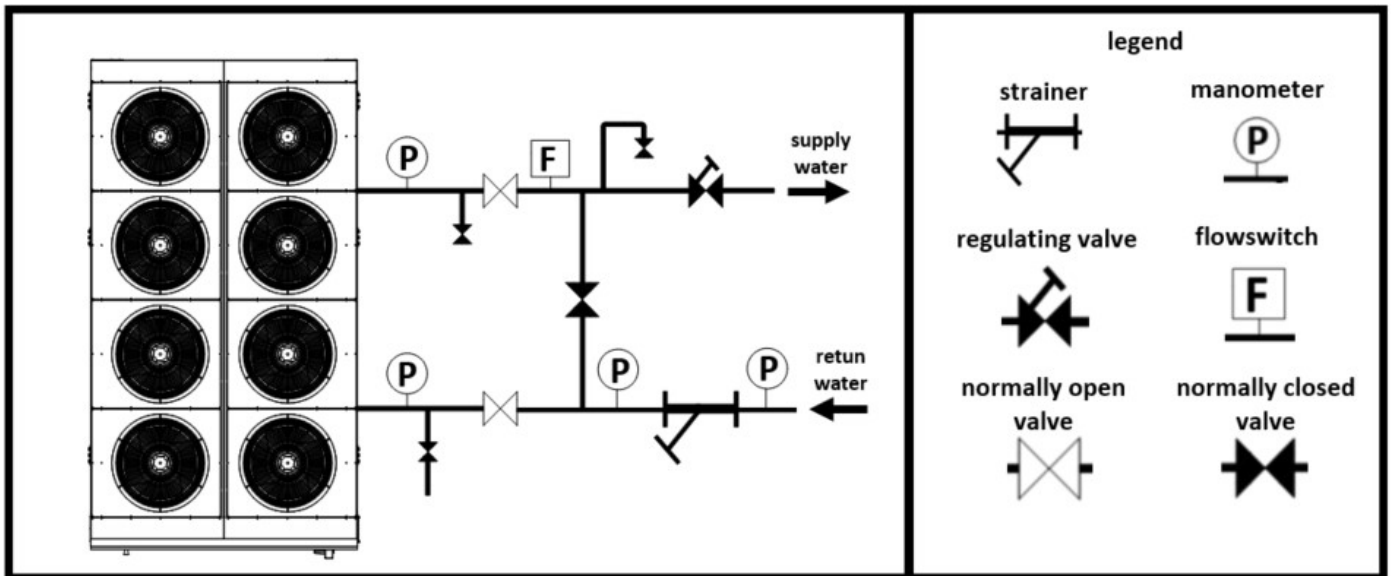 P
F
supply
water
P
P
P
retun
water
legend
strainer
manometer
P
regulating valve
flowswitch
F
normally open
valve
normally closed
valve